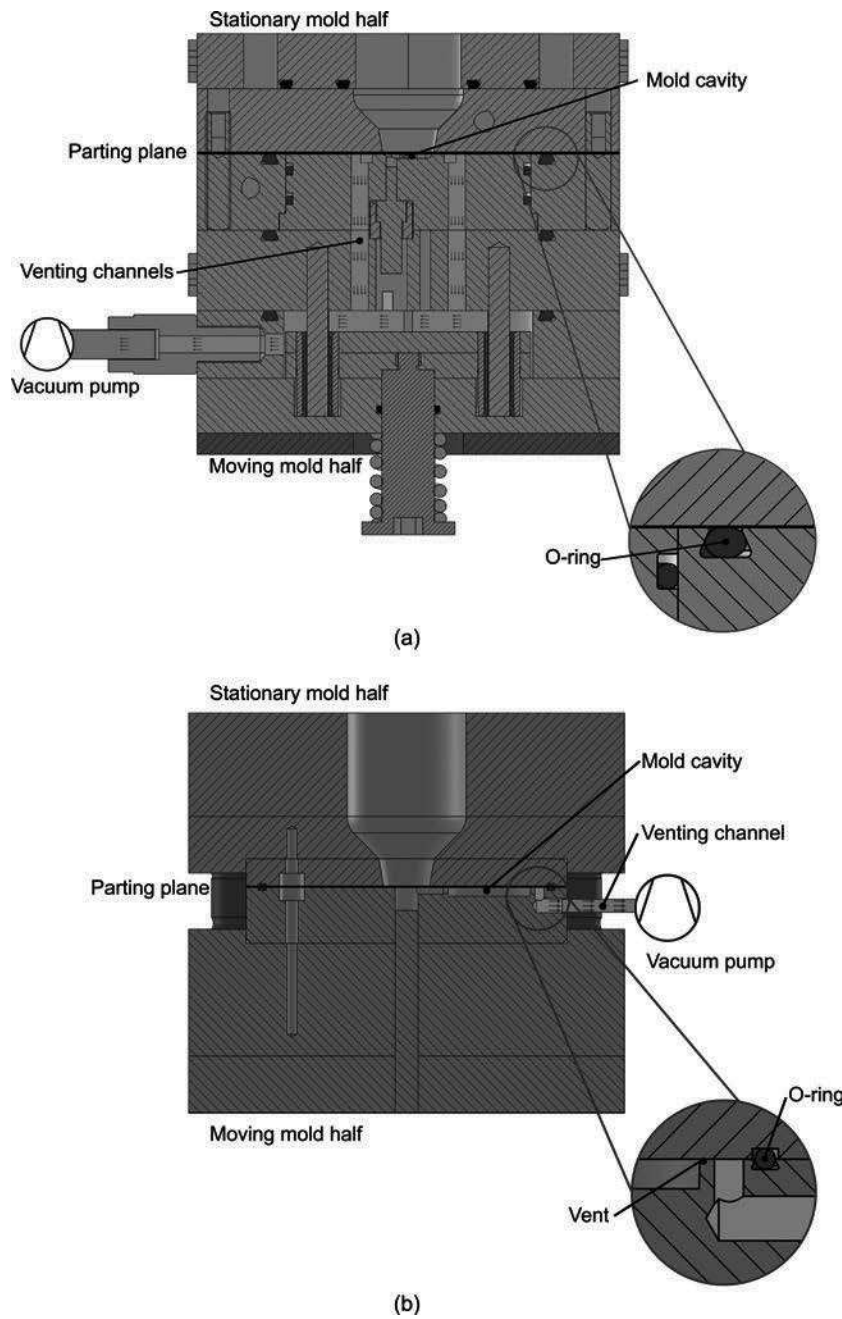 Stationary mold half
Mold cavity
Parting plane
Venting channels
Vacuum pump
Moving mold half
O-ring
(a)
Stationary mold half
Mold cavity
Venting channel
Parting plane
Vacuum pump
O-ring
Moving mold half
Vent
(b)